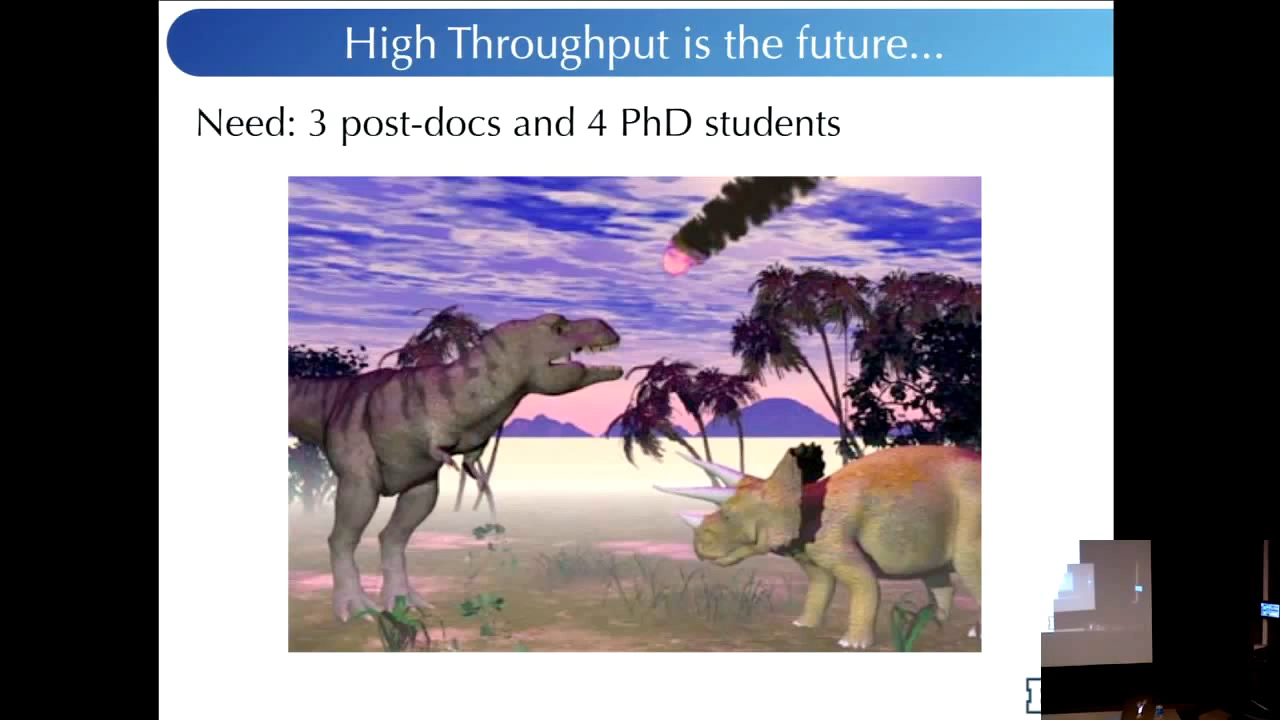 High Throughput is the future...
Need: 3 post-docs and 4 PhD students